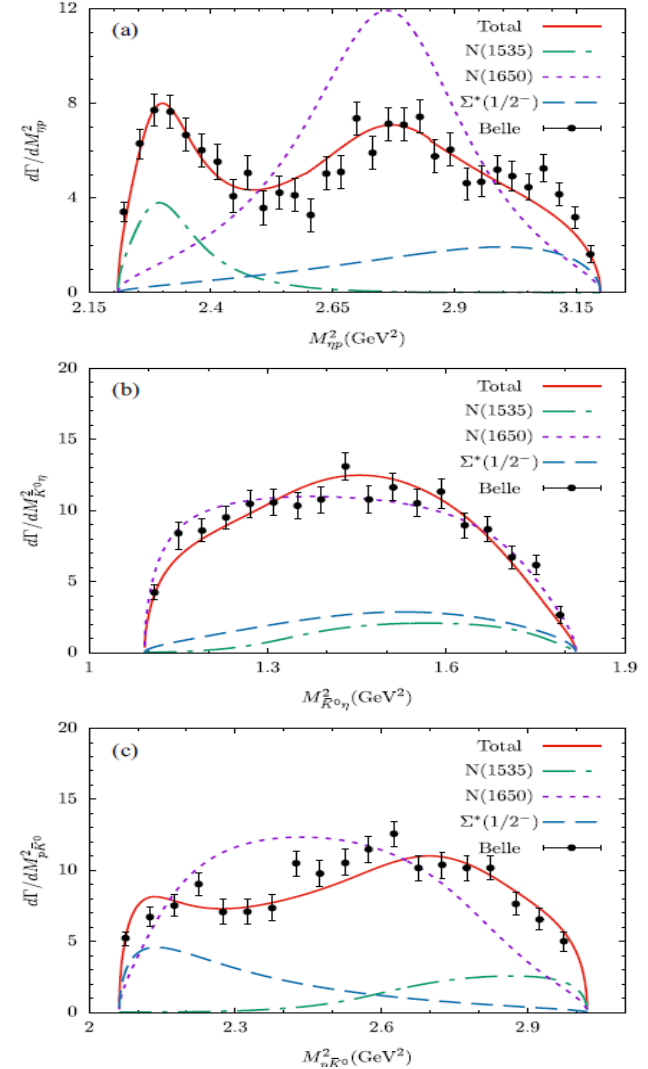 12
(a)
Total
N(1535)
N(1650)
Σ*(1/2⁻)
Belle
8
4
0
dΓ/dM²ηp
2.15 2.4 2.65 2.9 3.15
M²ηp(GeV²)
20
(b)
Total
N(1535)
N(1650)
Σ*(1/2⁻)
Belle
15
10
5
0
dΓ/dM²K̄⁰η
1 1.3 1.6 1.9
M²K̄⁰η(GeV²)
20
(c)
Total
N(1535)
N(1650)
Σ*(1/2⁻)
Belle
15
10
5
0
dΓ/dM²pK̄⁰
2 2.3 2.6 2.9
M²pK̄⁰(GeV²)